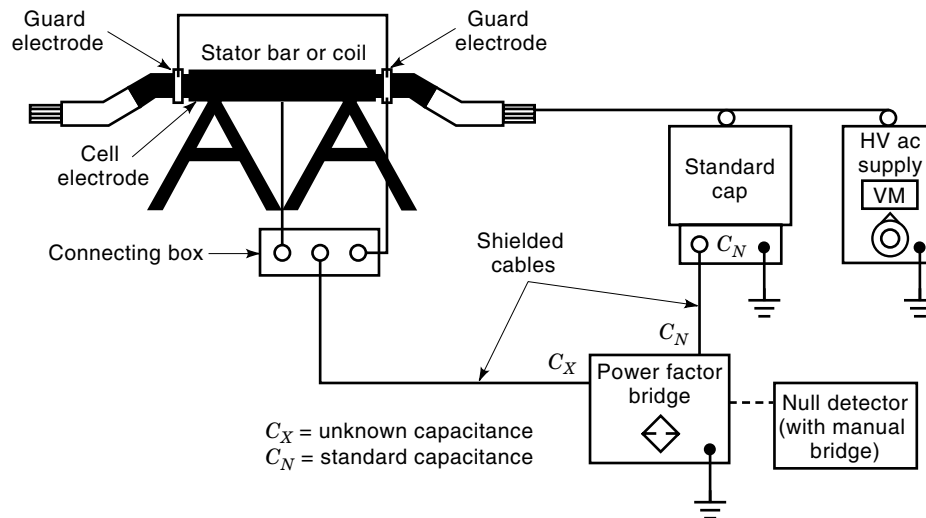 Guard
electrode
Stator bar or coil
Guard
electrode
Cell
electrode
Connecting box
Shielded
cables
Standard
cap
C_N
HV ac
supply
VM
C_N
C_X
Power factor
bridge
Null detector
(with manual
bridge)
C_X = unknown capacitance
C_N = standard capacitance